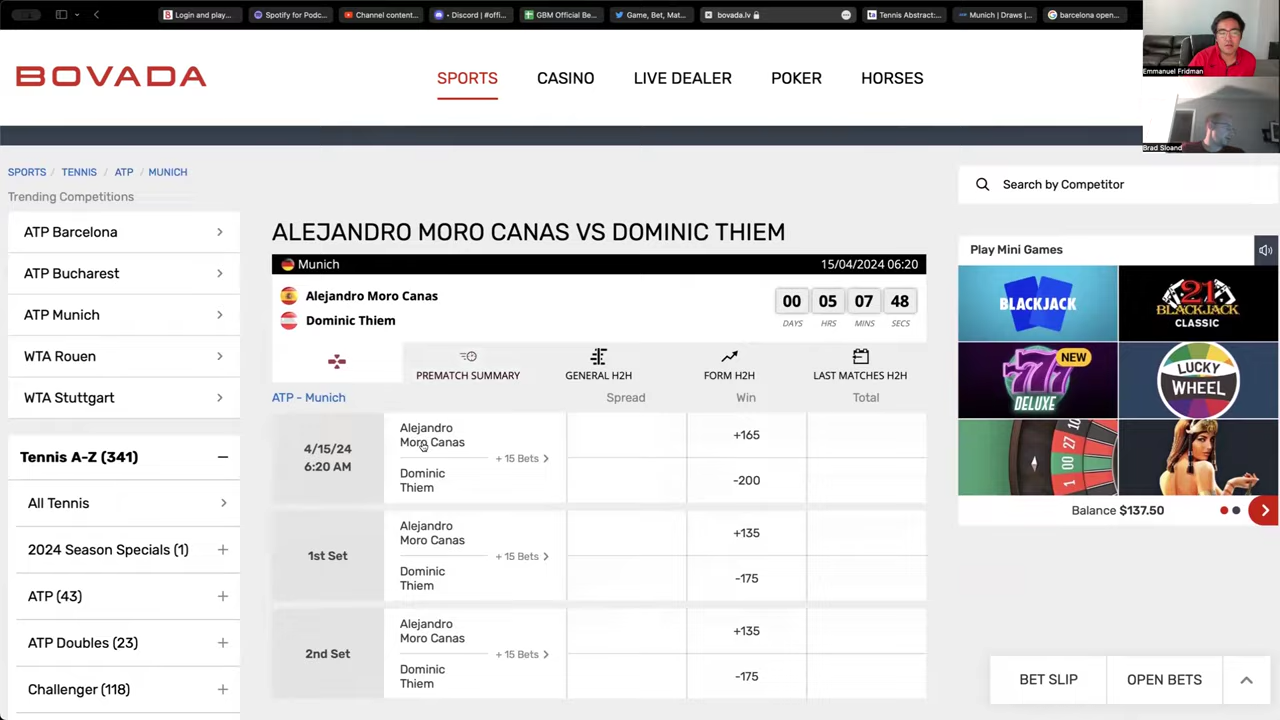 Login and play...
Spotify for Podc...
Channel content...
Discord | #offi...
GBM Official Be...
Game, Bet, Mat...
bovada.lv
Tennis Abstract:...
Munich | Draws |...
barcelona open...
Emmanuel Fridman
Brad Sloand
BOVADA
SPORTS
CASINO
LIVE DEALER
POKER
HORSES
SPORTS TENNIS ATP MUNICH
Trending Competitions
ATP Barcelona
ATP Bucharest
ATP Munich
WTA Rouen
WTA Stuttgart
Tennis A-Z (341)
All Tennis
2024 Season Specials (1)
ATP (43)
ATP Doubles (23)
Challenger (118)
ALEJANDRO MORO CANAS VS DOMINIC THIEM
Munich
15/04/2024 06:20
Alejandro Moro Canas
Dominic Thiem
00 05 07 48
DAYS HRS MINS SECS
PREMATCH SUMMARY
GENERAL H2H
FORM H2H
LAST MATCHES H2H
ATP - Munich
Spread
Win
Total
4/15/24
6:20 AM
Alejandro
Moro Canas
+ 15 Bets
Dominic
Thiem
+165
-200
1st Set
Alejandro
Moro Canas
+ 15 Bets
Dominic
Thiem
+135
-175
2nd Set
Alejandro
Moro Canas
+ 15 Bets
Dominic
Thiem
+135
-175
Search by Competitor
Play Mini Games
BLACKJACK
21
BLACKJACK
CLASSIC
777
NEW
DELUXE
LUCKY
WHEEL
Balance $137.50
BET SLIP
OPEN BETS